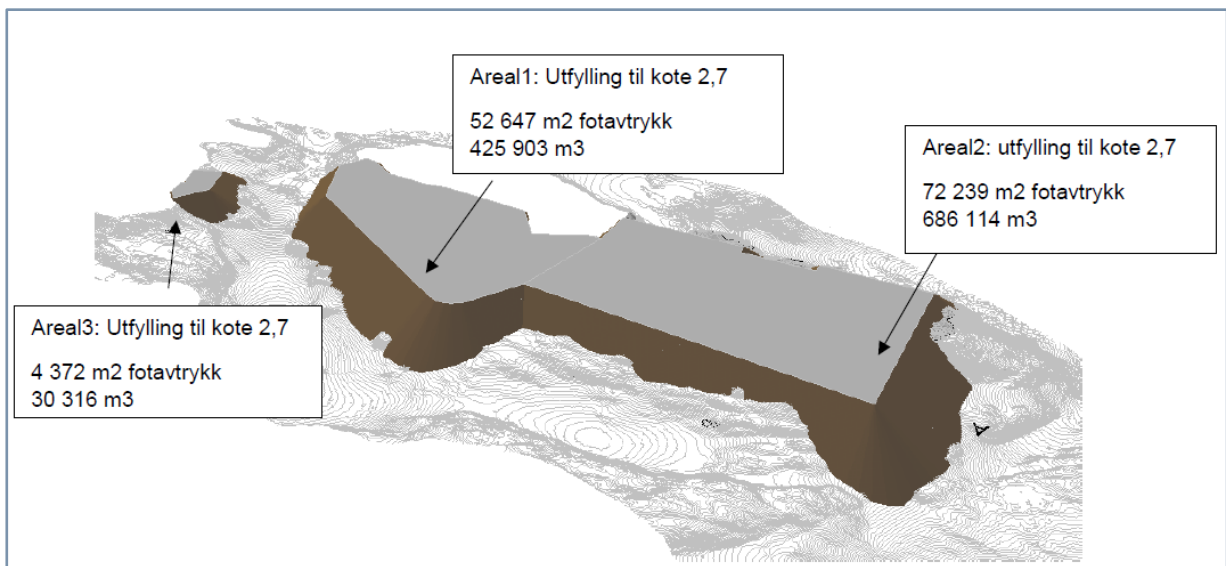 Areal1: Utfylling til kote 2,7
52 647 m2 fotavtrykk
425 903 m3
Areal2: utfylling til kote 2,7
72 239 m2 fotavtrykk
686 114 m3
Areal3: Utfylling til kote 2,7
4 372 m2 fotavtrykk
30 316 m3